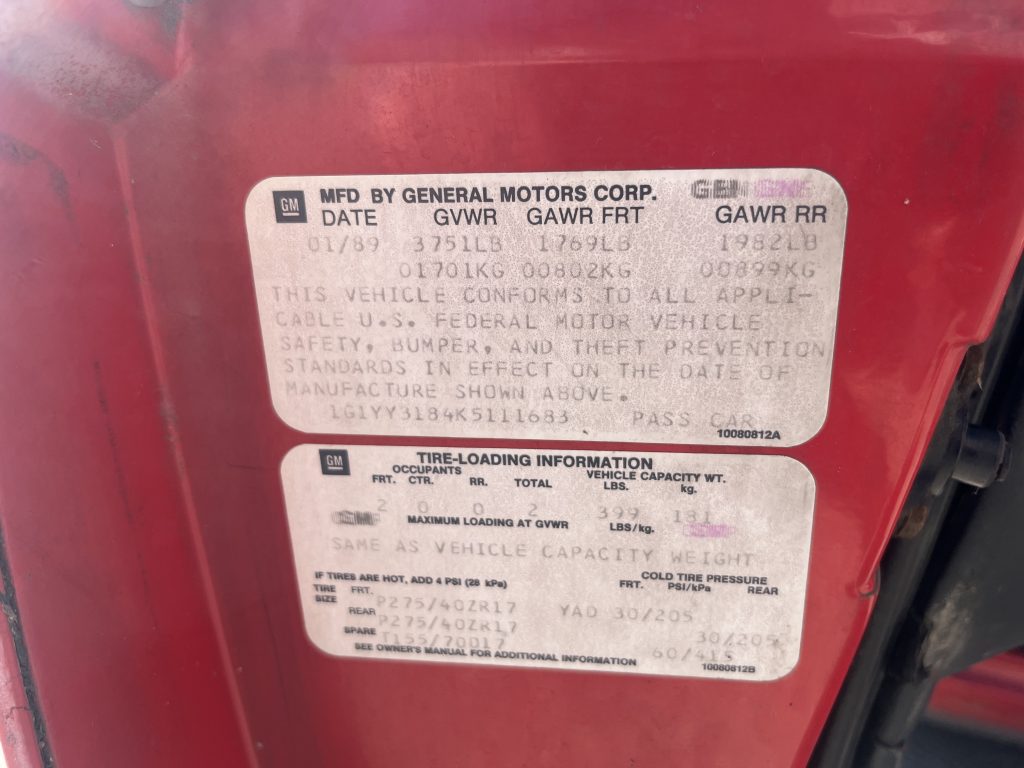 GM
MFD BY GENERAL MOTORS CORP.
DATE GVWR GAWR FRT GAWR RR
01/89 3751LB 1769LB 1982LB
01701KG 00802KG 00899KG
THIS VEHICLE CONFORMS TO ALL APPLI-
CABLE U.S. FEDERAL MOTOR VEHICLE
SAFETY, BUMPER, AND THEFT PREVENTION
STANDARDS IN EFFECT ON THE DATE OF
MANUFACTURE SHOWN ABOVE.
1G1YY3184K5111683 PASS CAR
10080812A
GM
TIRE-LOADING INFORMATION
OCCUPANTS VEHICLE CAPACITY WT.
FRT. CTR. RR. TOTAL LBS. kg.
2 0 0 2 399 181
MAXIMUM LOADING AT GVWR LBS/kg.
SAME AS VEHICLE CAPACITY WEIGHT
IF TIRES ARE HOT, ADD 4 PSI (28 kPa) COLD TIRE PRESSURE
TIRE SIZE FRT. FRT. PSI/kPa REAR
P275/40ZR17 YAD 30/205
REAR P275/40ZR17 30/205
SPARE T155/70D17 60/415
SEE OWNER'S MANUAL FOR ADDITIONAL INFORMATION
10080812B